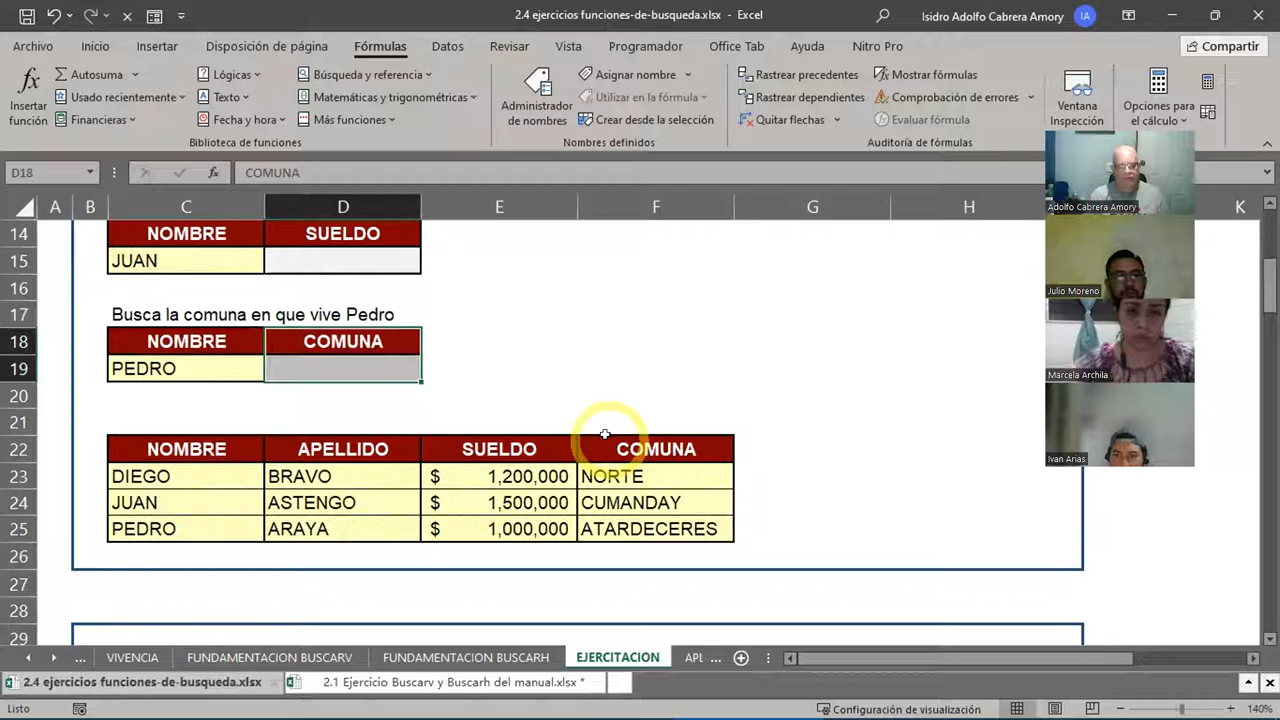 2.4 ejercicios funciones-de-busqueda.xlsx - Excel
Isidro Adolfo Cabrera Amory
IA
Archivo Inicio Insertar Disposición de página Fórmulas Datos Revisar Vista Programador Office Tab Ayuda Nitro Pro
Compartir
fx Insertar función
Autosuma
Usado recientemente
Financieras
Lógicas
Texto
Fecha y hora
Búsqueda y referencia
Matemáticas y trigonométricas
Más funciones
Biblioteca de funciones
Administrador de nombres
Asignar nombre
Utilizar en la fórmula
Crear desde la selección
Nombres definidos
Rastrear precedentes
Rastrear dependientes
Quitar flechas
Mostrar fórmulas
Comprobación de errores
Evaluar fórmula
Auditoría de fórmulas
Ventana Inspección
Opciones para el cálculo
D18
fx
COMUNA
A B C D E F G H K
14 NOMBRE SUELDO
15 JUAN
16
17 Busca la comuna en que vive Pedro
18 NOMBRE COMUNA
19 PEDRO
20
21
22 NOMBRE APELLIDO SUELDO COMUNA
23 DIEGO BRAVO $ 1,200,000 NORTE
24 JUAN ASTENGO $ 1,500,000 CUMANDAY
25 PEDRO ARAYA $ 1,000,000 ATARDECERES
26
27
28
29
Adolfo Cabrera Amory
Julio Moreno
Marcela Archila
Ivan Arias
... VIVENCIA FUNDAMENTACION BUSCARV FUNDAMENTACION BUSCARH EJERCITACION APL ...
2.4 ejercicios funciones-de-busqueda.xlsx
2.1 Ejercicio Buscarv y Buscarh del manual.xlsx *
Listo
Configuración de visualización
140%